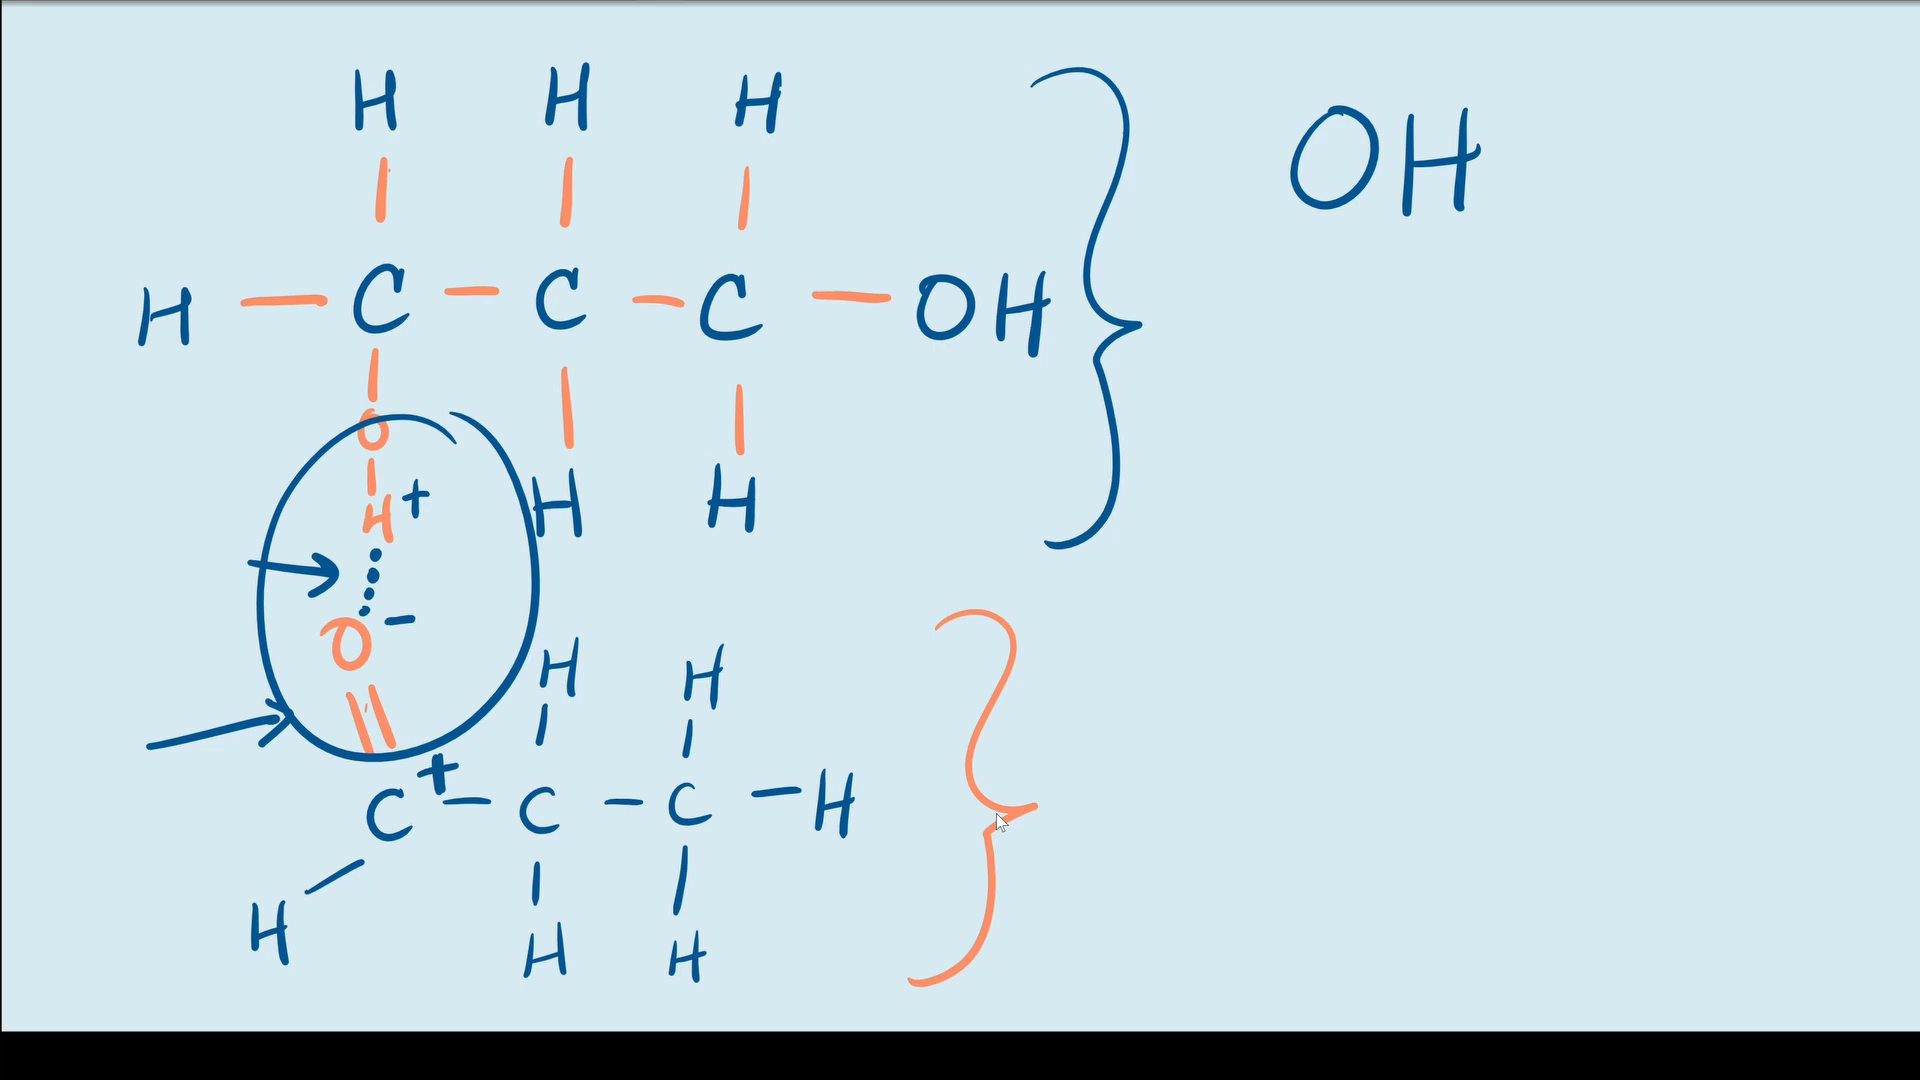 H H H
OH
H — C — C — C — OH
O
H+ H H
O -
H H
C+ — C — C — H
H H H